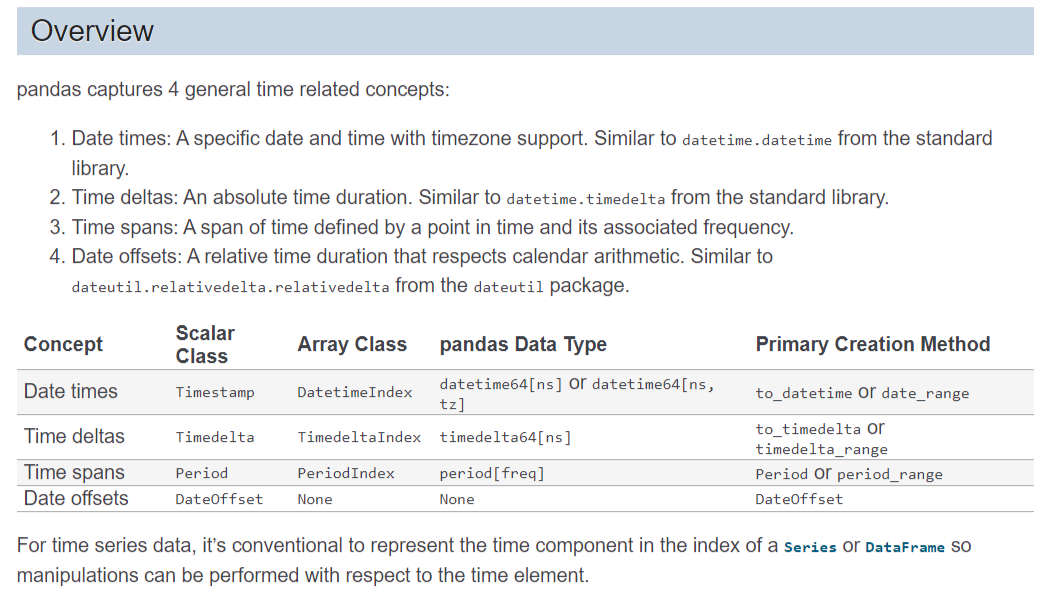 Overview
pandas captures 4 general time related concepts:
1. Date times: A specific date and time with timezone support. Similar to datetime.datetime from the standard
library.
2. Time deltas: An absolute time duration. Similar to datetime.timedelta from the standard library.
3. Time spans: A span of time defined by a point in time and its associated frequency.
4. Date offsets: A relative time duration that respects calendar arithmetic. Similar to
dateutil.relativedelta.relativedelta from the dateutil package.
Concept Scalar Class Array Class pandas Data Type Primary Creation Method
Date times Timestamp DatetimeIndex datetime64[ns] or datetime64[ns, tz] to_datetime or date_range
Time deltas Timedelta TimedeltaIndex timedelta64[ns] to_timedelta or timedelta_range
Time spans Period PeriodIndex period[freq] Period or period_range
Date offsets DateOffset None None DateOffset
For time series data, it’s conventional to represent the time component in the index of a Series or DataFrame so
manipulations can be performed with respect to the time element.